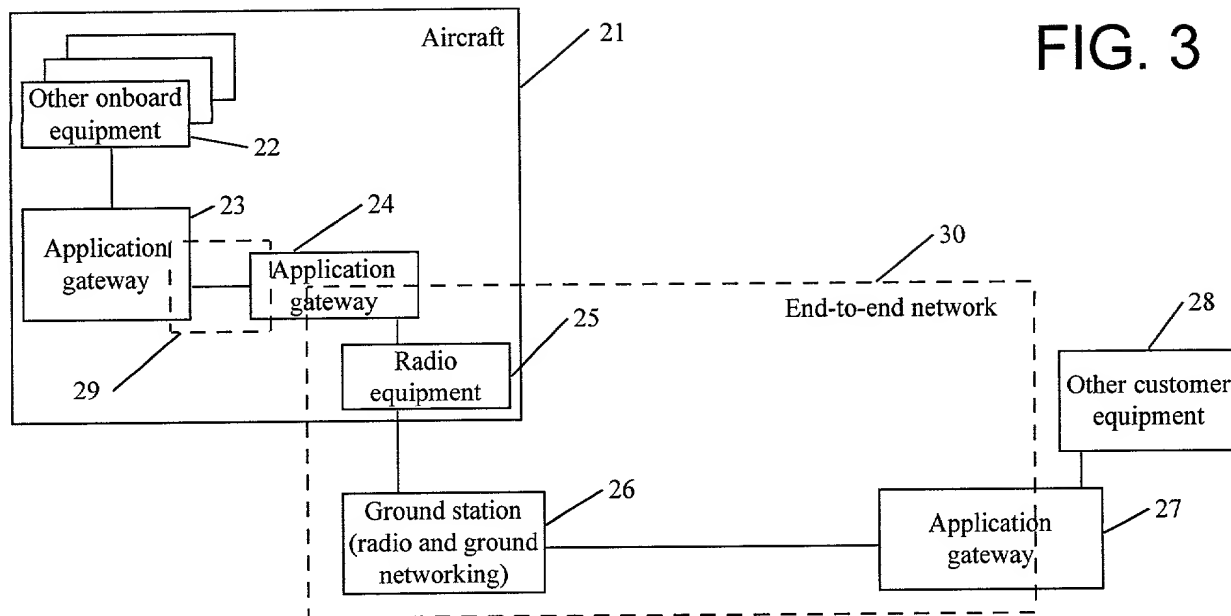 FIG. 3
Aircraft
21
Other onboard
equipment
22
23
Application
gateway
24
Application
gateway
29
30
End-to-end network
25
Radio
equipment
28
Other customer
equipment
26
Ground station
(radio and ground
networking)
Application
gateway
27